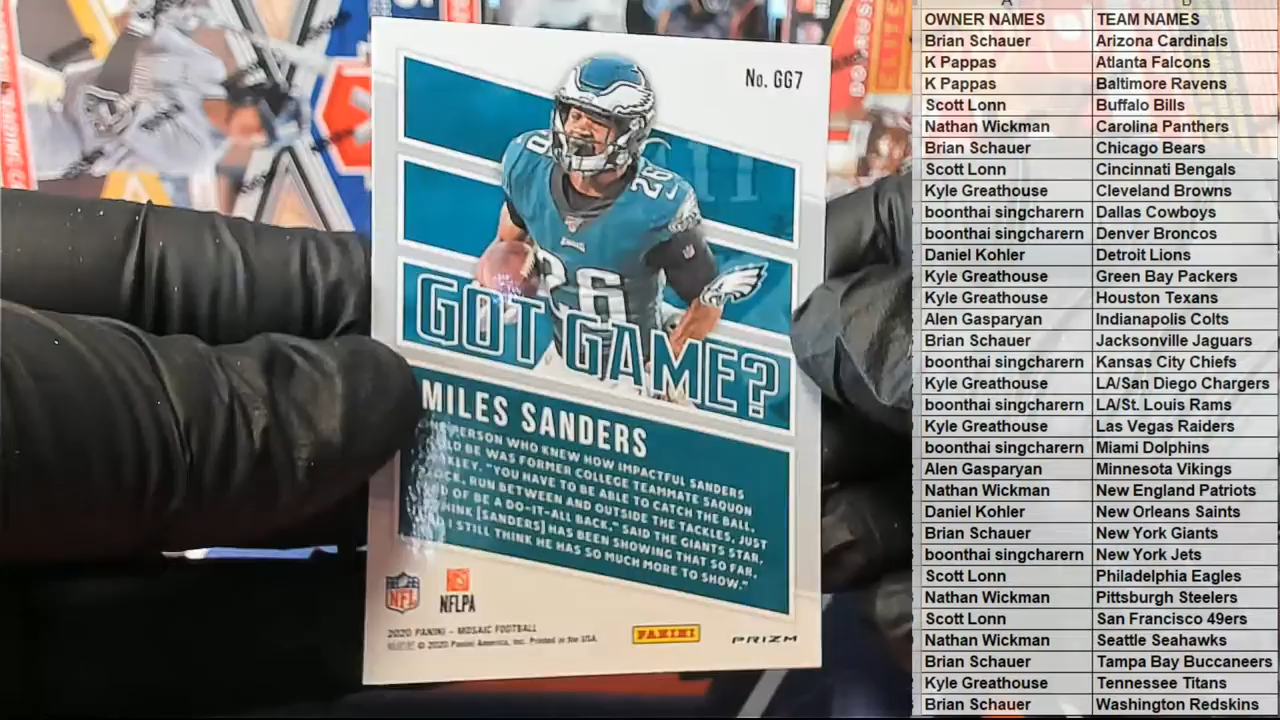 No. GG7
26
26
GOT GAME?
MILES SANDERS
PERSON WHO KNEW HOW IMPACTFUL SANDERS
BE WAS FORMER COLLEGE TEAMMATE SAQUON
"YOU HAVE TO BE ABLE TO CATCH THE BALL,
RUN BETWEEN AND OUTSIDE THE TACKLES, JUST
OF BE A DO-IT-ALL BACK," SAID THE GIANTS STAR.
[SANDERS] HAS BEEN SHOWING THAT SO FAR,
I STILL THINK HE HAS SO MUCH MORE TO SHOW."
NFL
NFLPA
2020 PANINI - MOSAIC FOOTBALL
© 2020 Panini America, Inc. Printed in the USA.
PANINI
PRIZM
OWNER NAMES TEAM NAMES
Brian Schauer Arizona Cardinals
K Pappas Atlanta Falcons
K Pappas Baltimore Ravens
Scott Lonn Buffalo Bills
Nathan Wickman Carolina Panthers
Brian Schauer Chicago Bears
Scott Lonn Cincinnati Bengals
Kyle Greathouse Cleveland Browns
boonthai singcharern Dallas Cowboys
boonthai singcharern Denver Broncos
Daniel Kohler Detroit Lions
Kyle Greathouse Green Bay Packers
Kyle Greathouse Houston Texans
Alen Gasparyan Indianapolis Colts
Brian Schauer Jacksonville Jaguars
boonthai singcharern Kansas City Chiefs
Kyle Greathouse LA/San Diego Chargers
boonthai singcharern LA/St. Louis Rams
Kyle Greathouse Las Vegas Raiders
boonthai singcharern Miami Dolphins
Alen Gasparyan Minnesota Vikings
Nathan Wickman New England Patriots
Daniel Kohler New Orleans Saints
Brian Schauer New York Giants
boonthai singcharern New York Jets
Scott Lonn Philadelphia Eagles
Nathan Wickman Pittsburgh Steelers
Scott Lonn San Francisco 49ers
Nathan Wickman Seattle Seahawks
Brian Schauer Tampa Bay Buccaneers
Kyle Greathouse Tennessee Titans
Brian Schauer Washington Redskins